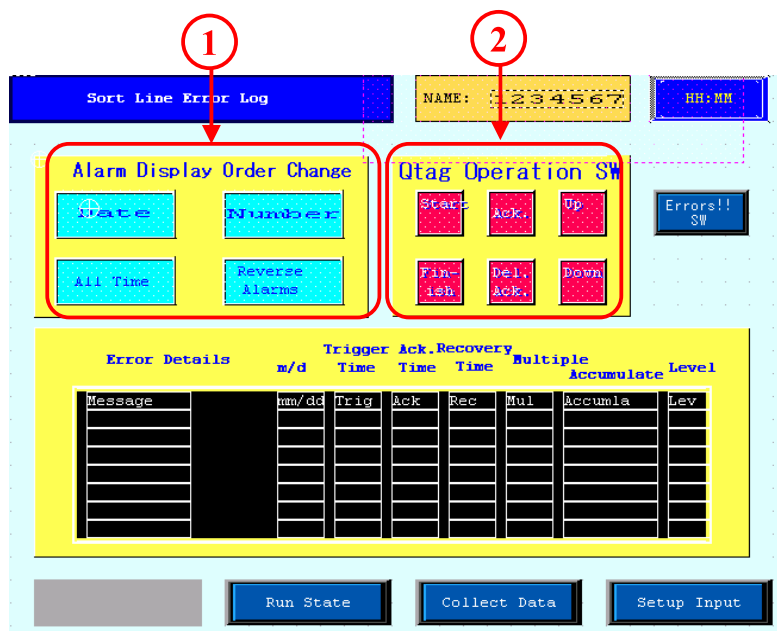 1 2
Sort Line Error Log NAME: 1234567 HH:MM
Alarm Display Order Change Qtag Operation SW
Date Number Start Ack. Up Errors!!
SW
All Time Reverse
Alarms Fin-
ish Del.
Ack. Down
Error Details m/d Trigger
Time Ack.
Time Recovery
Time Multiple Accumulate Level
Message mm/dd Trig Ack Rec Mul Accumla Lev
Run State Collect Data Setup Input